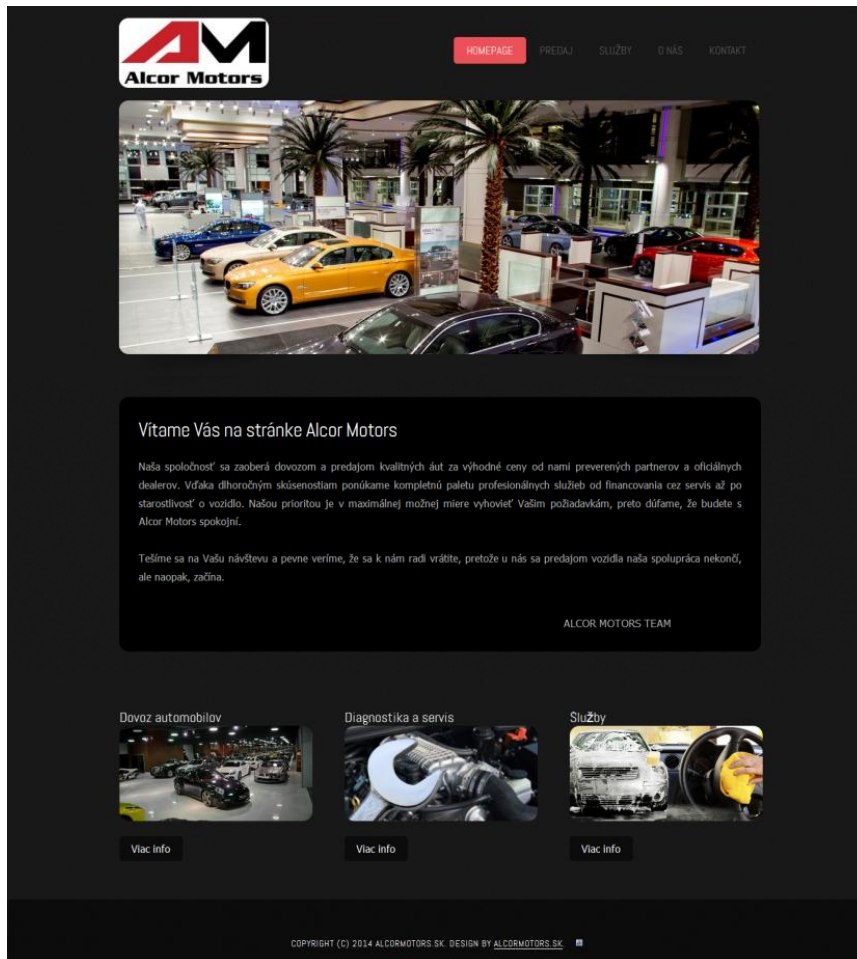 Alcor Motors
HOMEPAGE PREDAJ SLUŽBY O NÁS KONTAKT
Vítame Vás na stránke Alcor Motors
Naša spoločnosť sa zaoberá dovozom a predajom kvalitných áut za výhodné ceny od nami preverených partnerov a oficiálnych
dealerov. Vďaka dlhoročným skúsenostiam ponúkame kompletnú paletu profesionálnych služieb od financovania cez servis až po
starostlivosť o vozidlo. Našou prioritou je v maximálnej možnej miere vyhovieť Vašim požiadavkám, preto dúfame, že budete s
Alcor Motors spokojní.
Tešíme sa na Vašu návštevu a pevne veríme, že sa k nám radi vrátite, pretože u nás sa predajom vozidla naša spolupráca nekončí,
ale naopak, začína.
ALCOR MOTORS TEAM
Dovoz automobilov
Viac info
Diagnostika a servis
Viac info
Služby
Viac info
COPYRIGHT (C) 2014 ALCORMOTORS.SK. DESIGN BY ALCORMOTORS.SK